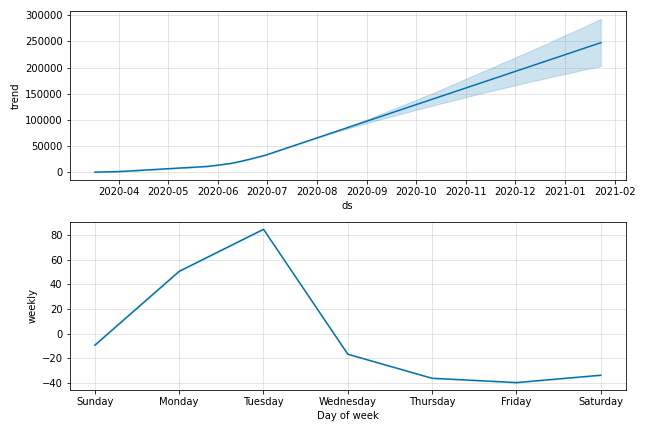 300000
250000
200000
150000
100000
50000
0
trend
2020-04 2020-05 2020-06 2020-07 2020-08 2020-09 2020-10 2020-11 2020-12 2021-01 2021-02
ds
80
60
40
20
0
−20
−40
weekly
Sunday Monday Tuesday Wednesday Thursday Friday Saturday
Day of week